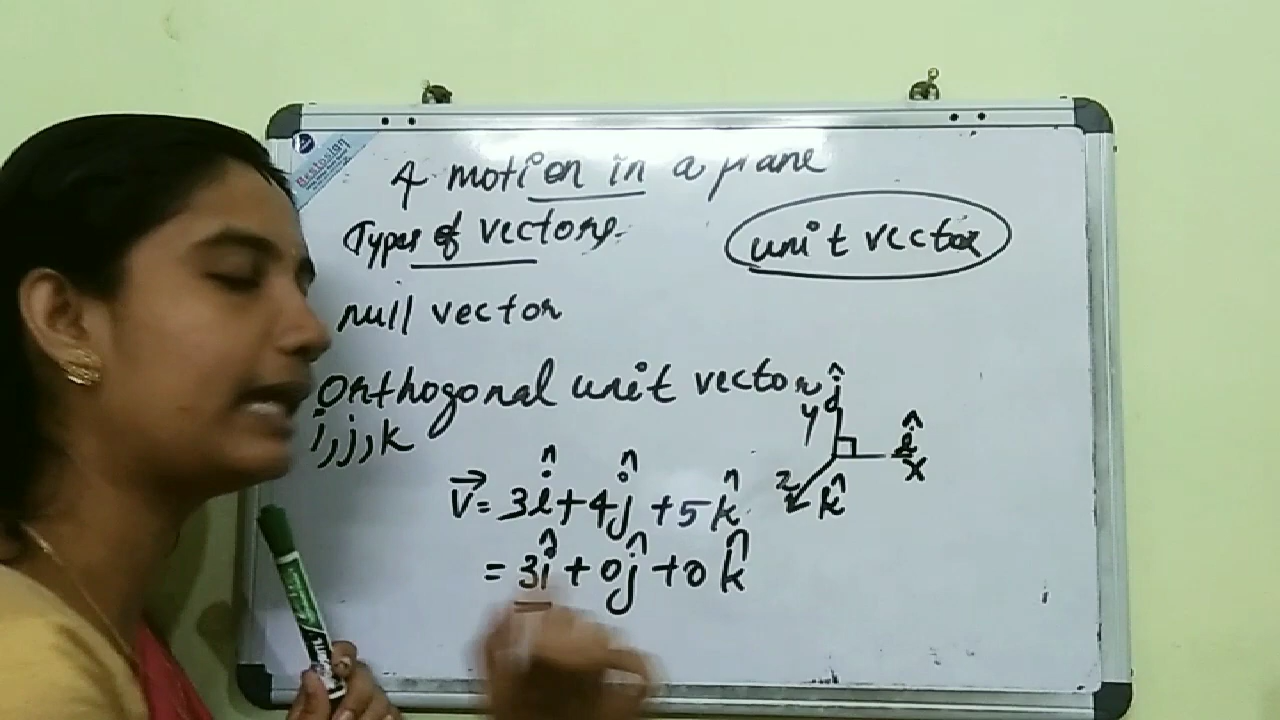 4 motion in a plane
Types of vectors
unit vector
null vector
Orthogonal unit vector
i, j, k
ĵ
y
î
x
z
k̂
V⃗ = 3î + 4ĵ + 5k̂
= 3î + 0ĵ + 0k̂
Bestosign